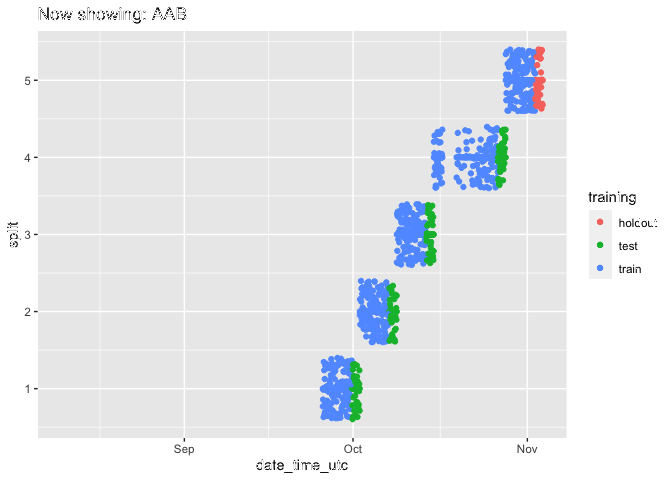 Now showing: AAB
5
4
3
2
1
split
Sep Oct Nov
date_time_utc
training
holdout
test
train